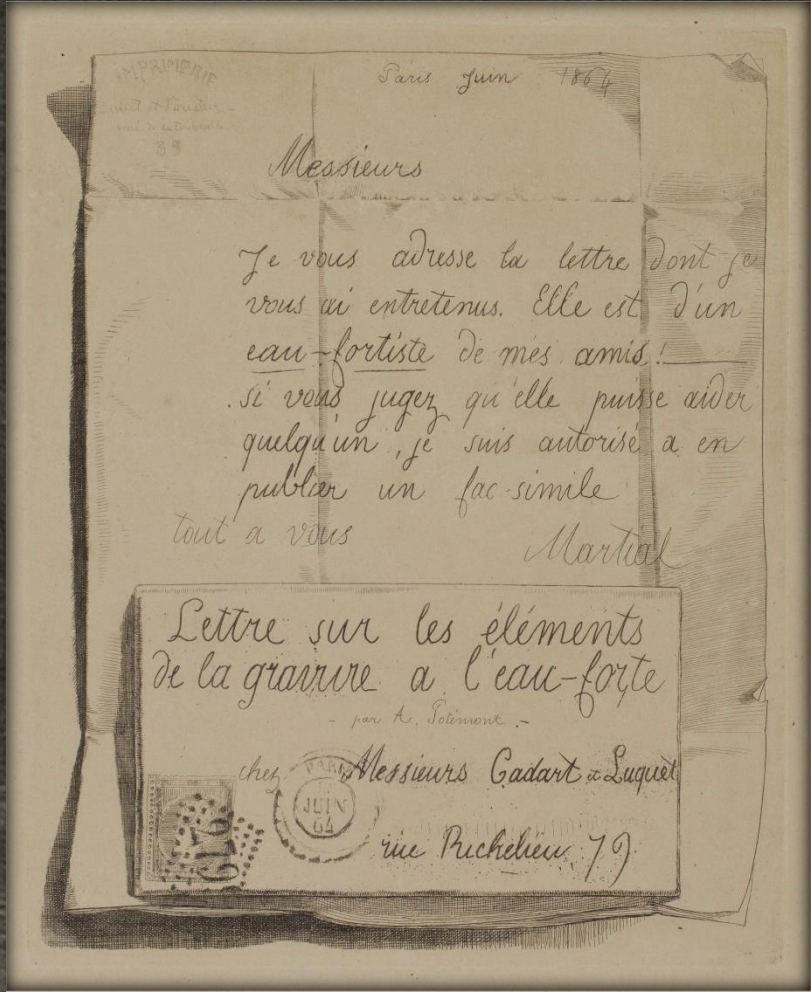 IMPRIMERIE
Paris Juin 1864
Messieurs
Je vous adresse la lettre dont je
vous ai entretenus. Elle est d'un
eau-fortiste de mes amis!
si vous jugez qu'elle puisse aider
quelqu'un, je suis autorisé a en
publier un fac-simile
tout a vous
Martial
Lettre sur les éléments
de la gravure a l'eau-forte
- par A. Potémont -
chez Messieurs Cadart et Luquet
PARIS
JUIN
64
rue Richelieu 79